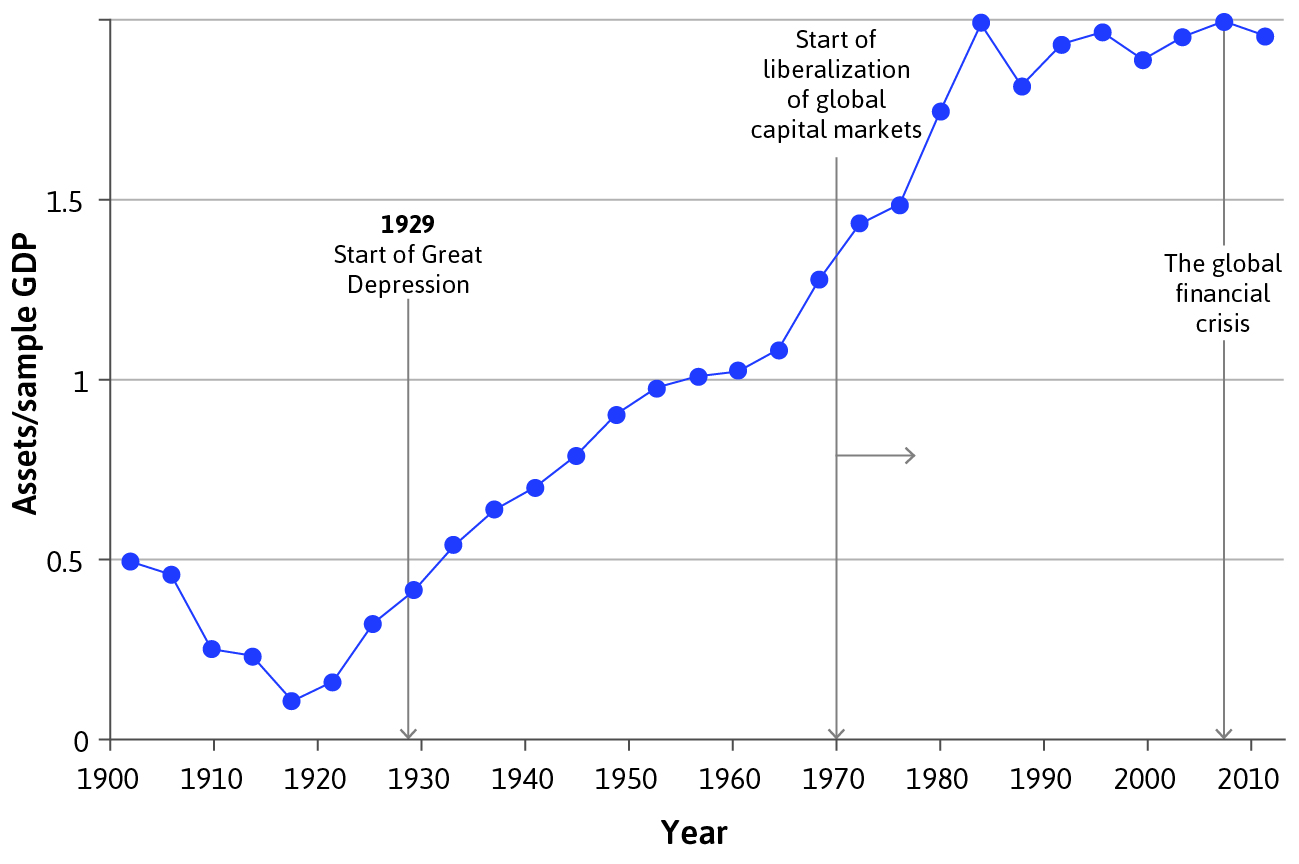 Start of
liberalization
of global
capital markets
1.5
1929
Start of Great
Depression
The global
financial
crisis
Assets/sample GDP
1
0.5
0
1900 1910 1920 1930 1940 1950 1960 1970 1980 1990 2000 2010
Year